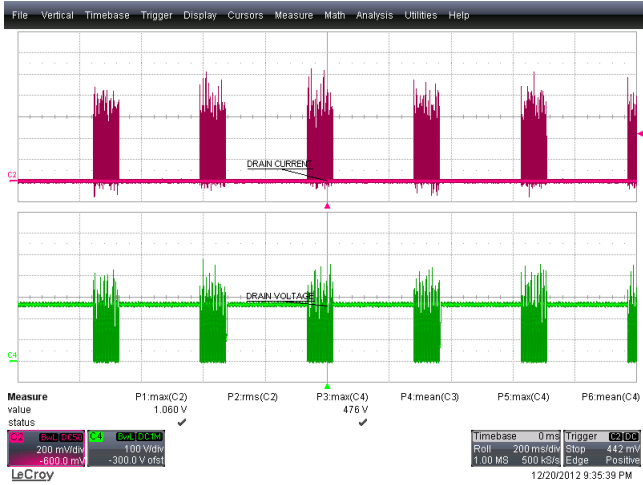 File Vertical Timebase Trigger Display Cursors Measure Math Analysis Utilities Help
DRAIN CURRENT
C2
DRAIN VOLTAGE
C4
Measure P1:max(C2) P2:rms(C2) P3:max(C4) P4:mean(C3) P5:max(C4) P6:mean(C4)
value 1.060 V 476 V
status
C2 BwL DC50 C4 BwL DC1M Timebase 0 ms Trigger C2 DC
200 mV/div 100 V/div Roll 200 ms/div Stop 442 mV
-600.0 mV -300.0 V ofst 1.00 MS 500 kS/s Edge Positive
LeCroy 12/20/2012 9:35:39 PM